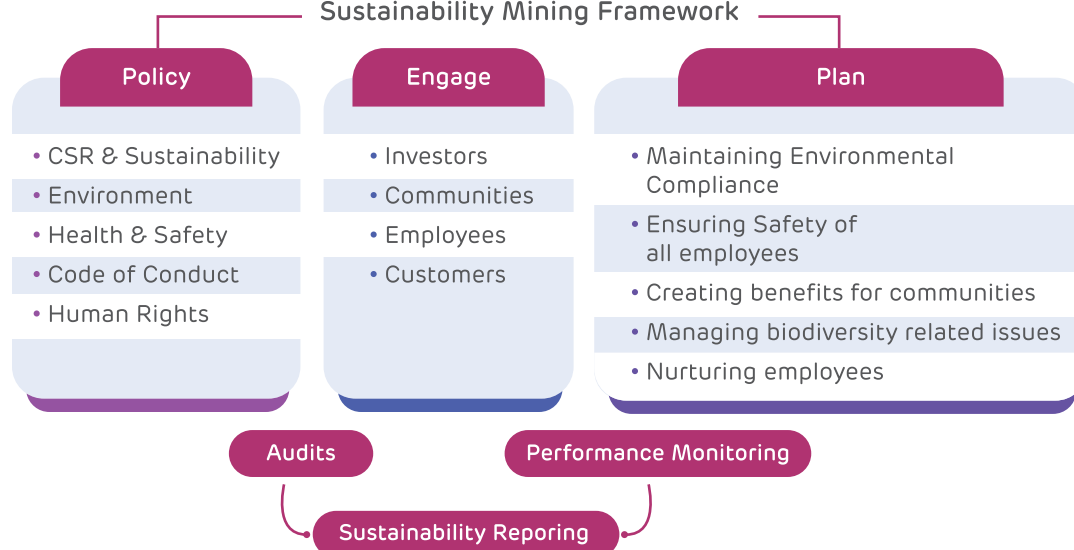 Sustainability Mining Framework
Policy
• CSR & Sustainability
• Environment
• Health & Safety
• Code of Conduct
• Human Rights
Engage
• Investors
• Communities
• Employees
• Customers
Plan
• Maintaining Environmental
Compliance
• Ensuring Safety of
all employees
• Creating benefits for communities
• Managing biodiversity related issues
• Nurturing employees
Audits
Performance Monitoring
Sustainability Reporing